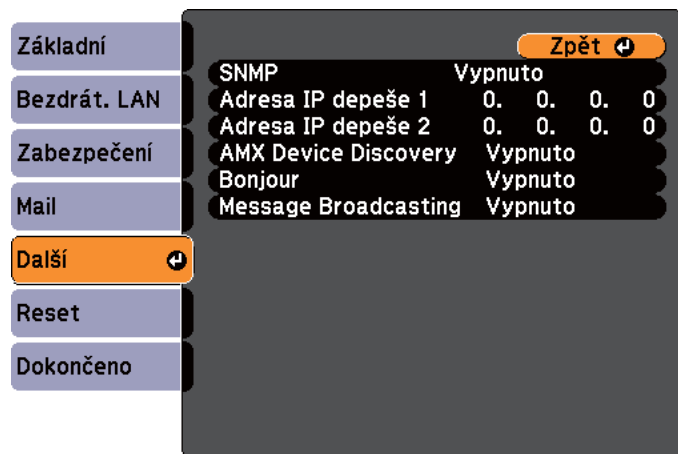 Základní
Bezdrát. LAN
Zabezpečení
Mail
Další
Reset
Dokončeno
Zpět
SNMP Vypnuto
Adresa IP depeše 1 0. 0. 0. 0
Adresa IP depeše 2 0. 0. 0. 0
AMX Device Discovery Vypnuto
Bonjour Vypnuto
Message Broadcasting Vypnuto